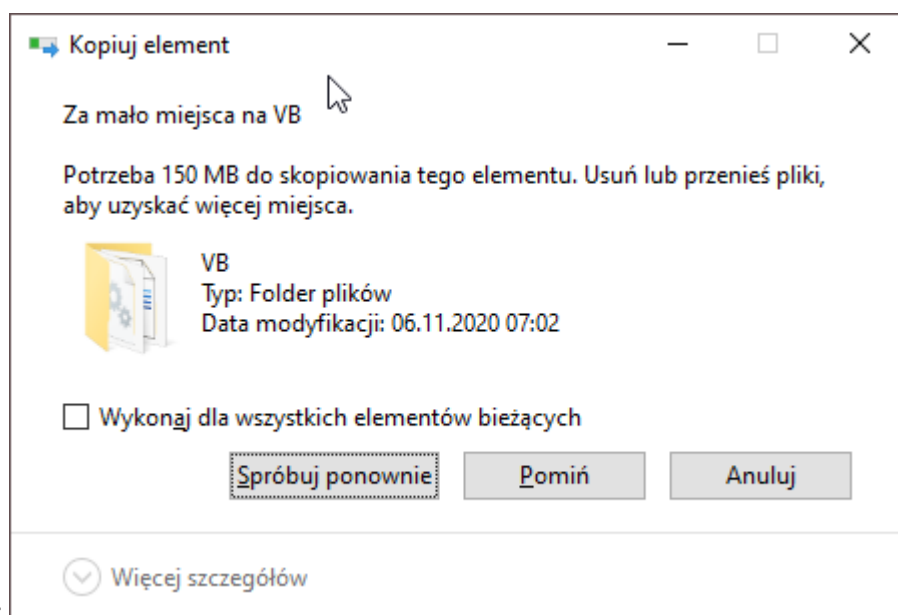 Kopiuj element
Za mało miejsca na VB
Potrzeba 150 MB do skopiowania tego elementu. Usuń lub przenieś pliki,
aby uzyskać więcej miejsca.
VB
Typ: Folder plików
Data modyfikacji: 06.11.2020 07:02
Wykonaj dla wszystkich elementów bieżących
Spróbuj ponownie Pomiń Anuluj
Więcej szczegółów